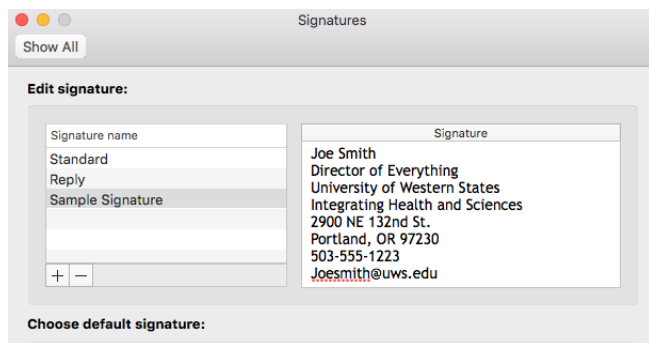 Signatures
Show All
Edit signature:
Signature name
Standard
Reply
Sample Signature
+ −
Signature
Joe Smith
Director of Everything
University of Western States
Integrating Health and Sciences
2900 NE 132nd St.
Portland, OR 97230
503-555-1223
Joesmith@uws.edu
Choose default signature: